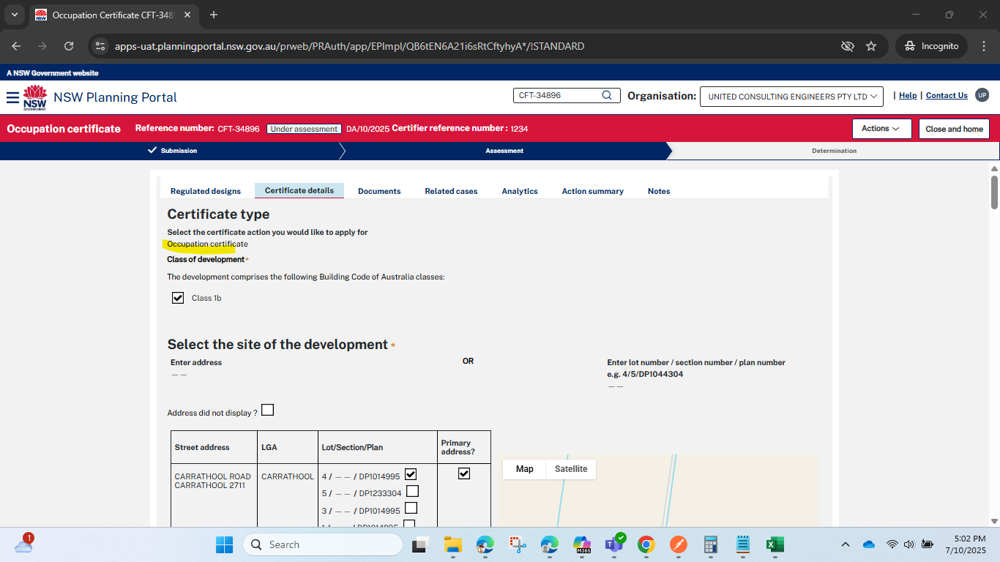 Occupation Certificate CFT-348
apps-uat.planningportal.nsw.gov.au/prweb/PRAuth/app/EPImpl/QB6tEN6A21i6sRtCftyhyA*/!STANDARD
Incognito
A NSW Government website
NSW GOVERNMENT
NSW Planning Portal
CFT-34896
Organisation:
UNITED CONSULTING ENGINEERS PTY LTD
| Help | Contact Us
UP
Occupation certificate
Reference number: CFT-34896 Under assessment DA/10/2025 Certifier reference number : 1234
Actions
Close and home
Submission
Assessment
Determination
Regulated designs
Certificate details
Documents
Related cases
Analytics
Action summary
Notes
Certificate type
Select the certificate action you would like to apply for
Occupation certificate
Class of development*
The development comprises the following Building Code of Australia classes:
Class 1b
Select the site of the development *
Enter address
— —
OR
Enter lot number / section number / plan number
e.g. 4/5/DP1044304
— —
Address did not display ?
Street address
LGA
Lot/Section/Plan
Primary
address?
CARRATHOOL ROAD
CARRATHOOL 2711
CARRATHOOL
4 / — — / DP1014995
5 / — — / DP1233304
3 / — — / DP1014995
1 / — — / DP1014995
Map
Satellite
1
Search
M365
5:02 PM
7/10/2025